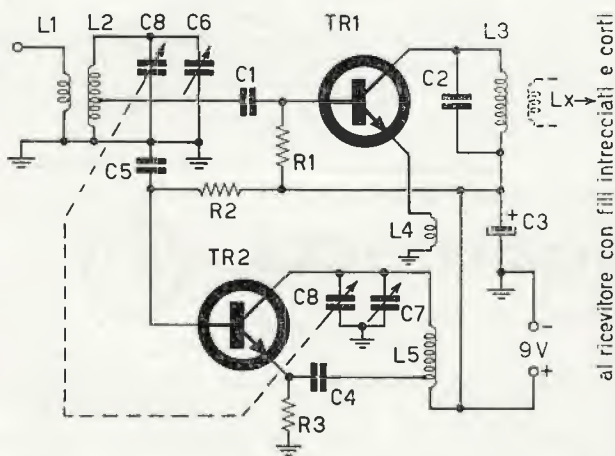 L1
L2
C8
C6
C1
TR1
C2
L3
Lx
C5
R1
R2
L4
C3
TR2
C8
C7
L5
C4
R3
9V
-
+
+
al ricevitore con fili intrecciati e corti